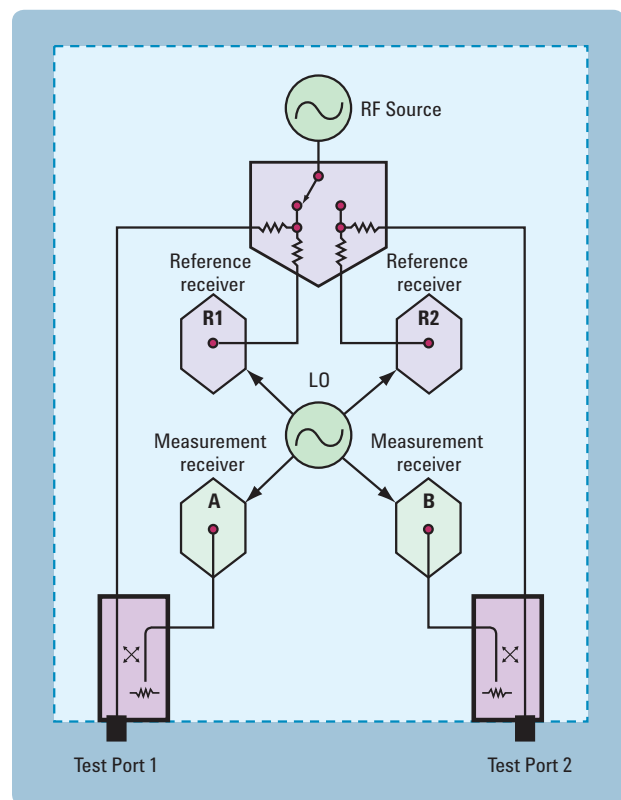 RF Source
Reference
receiver
R1
Reference
receiver
R2
LO
Measurement
receiver
A
Measurement
receiver
B
Test Port 1
Test Port 2